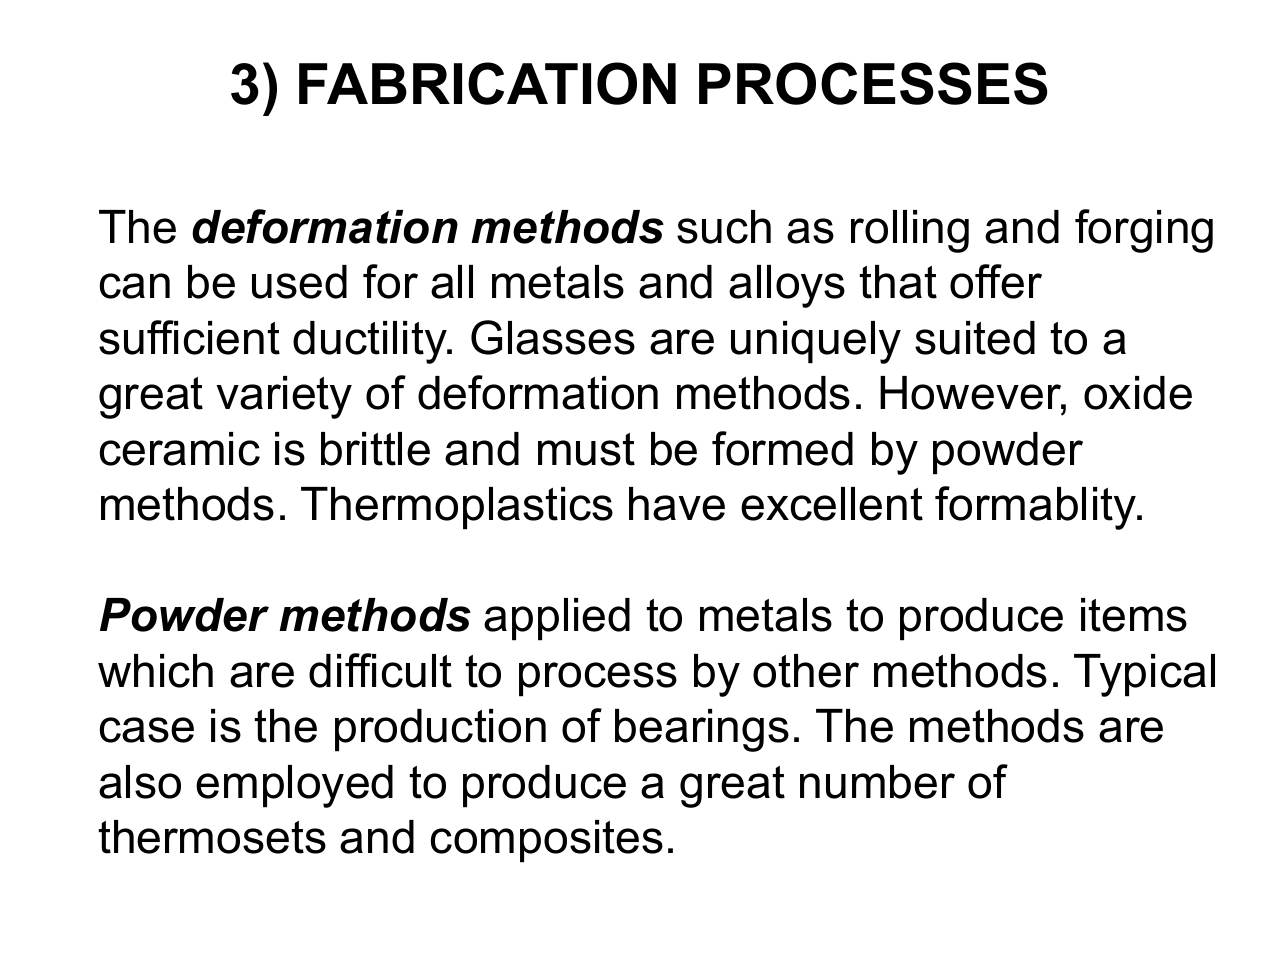 3) FABRICATION PROCESSES
The deformation methods such as rolling and forging
can be used for all metals and alloys that offer
sufficient ductility. Glasses are uniquely suited to a
great variety of deformation methods. However, oxide
ceramic is brittle and must be formed by powder
methods. Thermoplastics have excellent formablity.
Powder methods applied to metals to produce items
which are difficult to process by other methods. Typical
case is the production of bearings. The methods are
also employed to produce a great number of
thermosets and composites.